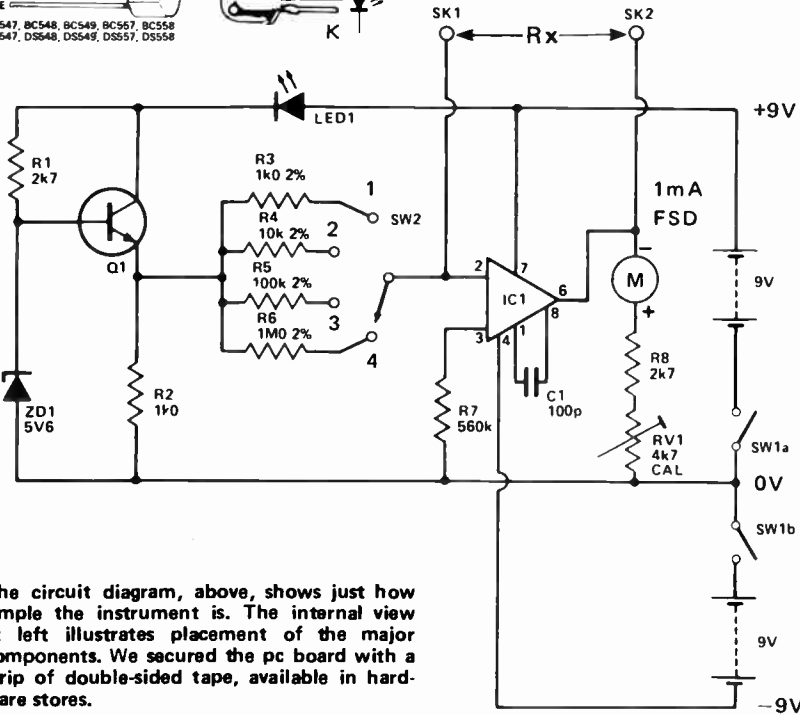 E
547, BC548, BC549, BC557, BC558
547, DS548, DS549, DS557, DS558
K
SK1
Rx
SK2
+9V
LED1
R1
2k7
R3
1k0 2%
1
SW2
R4
10k 2%
2
R5
100k 2%
3
R6
1M0 2%
4
Q1
1mA
FSD
2
7
IC1
6
8
3
4
1
M
−
+
9V
R8
2k7
C1
100p
R7
560k
RV1
4k7
CAL
SW1a
ZD1
5V6
R2
1k0
0V
SW1b
9V
−9V
he circuit diagram, above, shows just how
mple the instrument is. The internal view
t left illustrates placement of the major
omponents. We secured the pc board with a
rip of double-sided tape, available in hard-
are stores.